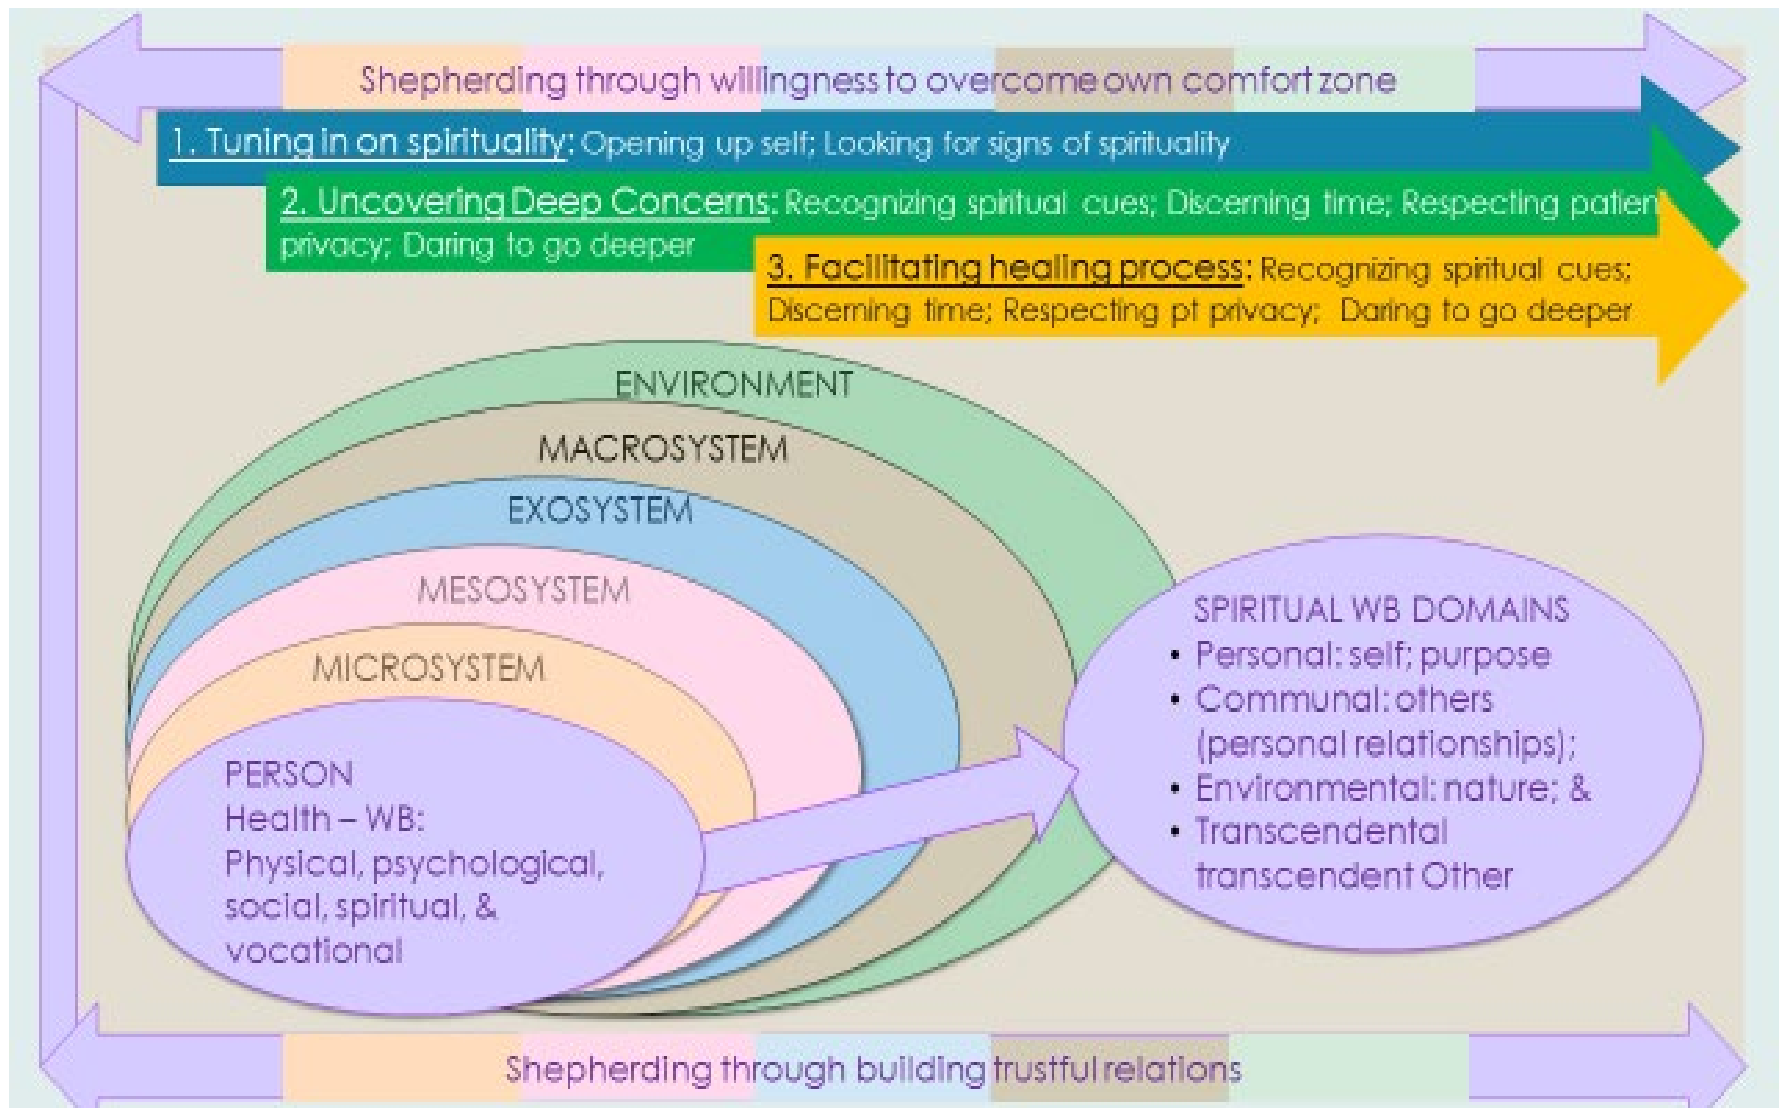 Shepherding through willingness to overcome own comfort zone
1. Tuning in on spirituality: Opening up self; Looking for signs of spirituality
2. Uncovering Deep Concerns: Recognizing spiritual cues; Discerning time; Respecting patien
privacy; Daring to go deeper
3. Facilitating healing process: Recognizing spiritual cues;
Discerning time; Respecting pt privacy; Daring to go deeper
ENVIRONMENT
MACROSYSTEM
EXOSYSTEM
MESOSYSTEM
MICROSYSTEM
PERSON
Health – WB:
Physical, psychological,
social, spiritual, &
vocational
SPIRITUAL WB DOMAINS
• Personal: self; purpose
• Communal: others
(personal relationships);
• Environmental: nature; &
• Transcendental
transcendent Other
Shepherding through building trustful relations